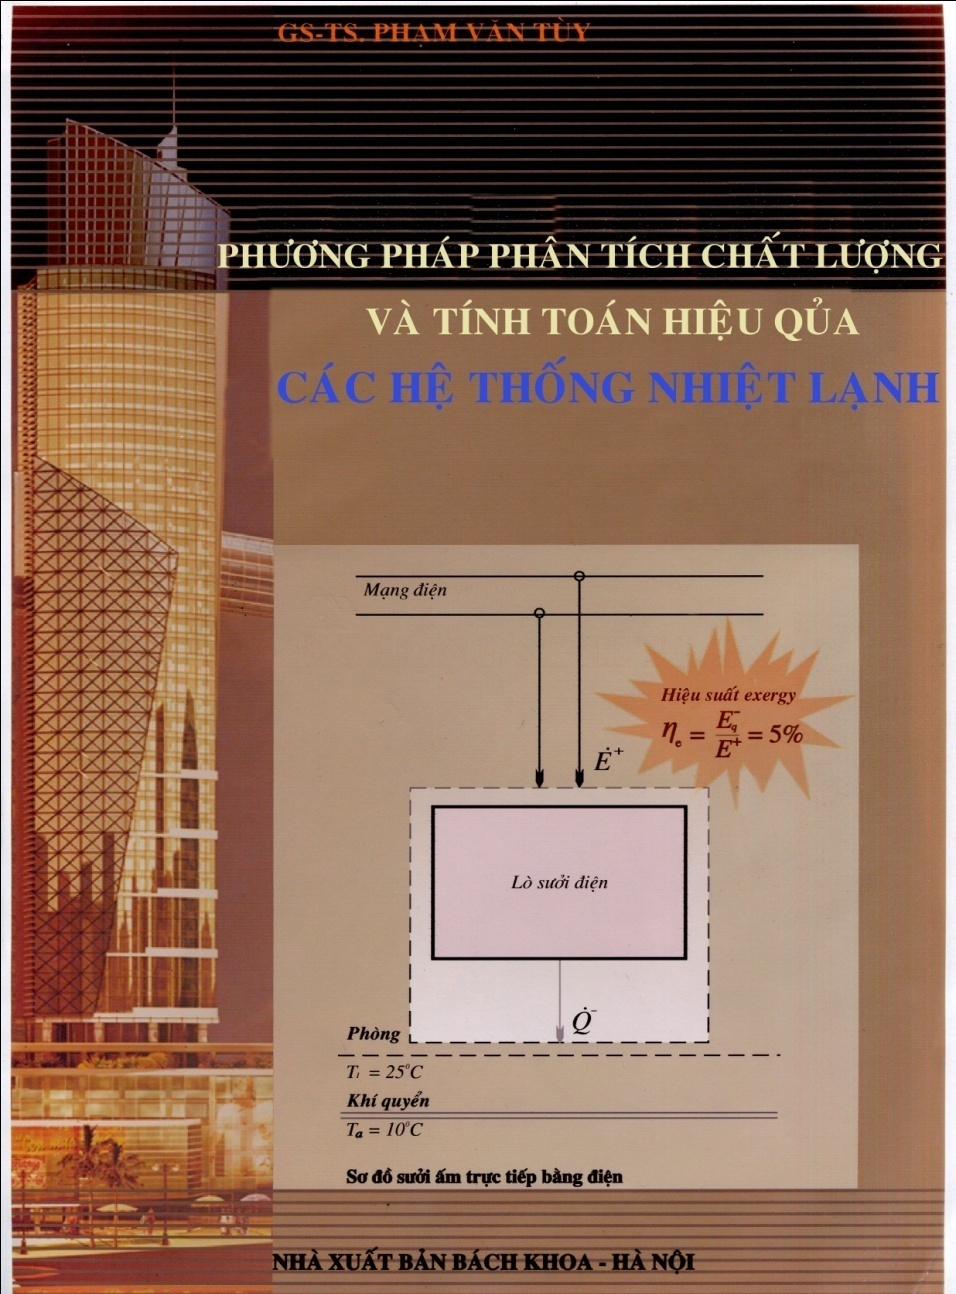 GS-TS. PHẠM VĂN TÙY
PHƯƠNG PHÁP PHÂN TÍCH CHẤT LƯỢNG
VÀ TÍNH TOÁN HIỆU QỦA
CÁC HỆ THỐNG NHIỆT LẠNH
Mạng điện
Hiệu suất exergy
ηe = Eq⁻ / E⁺ = 5%
Ė⁺
Lò sưởi điện
Q̇⁻
Phòng
Tᵢ = 25°C
Khí quyển
Ta = 10°C
Sơ đồ sưởi ấm trực tiếp bằng điện
NHÀ XUẤT BẢN BÁCH KHOA - HÀ NỘI